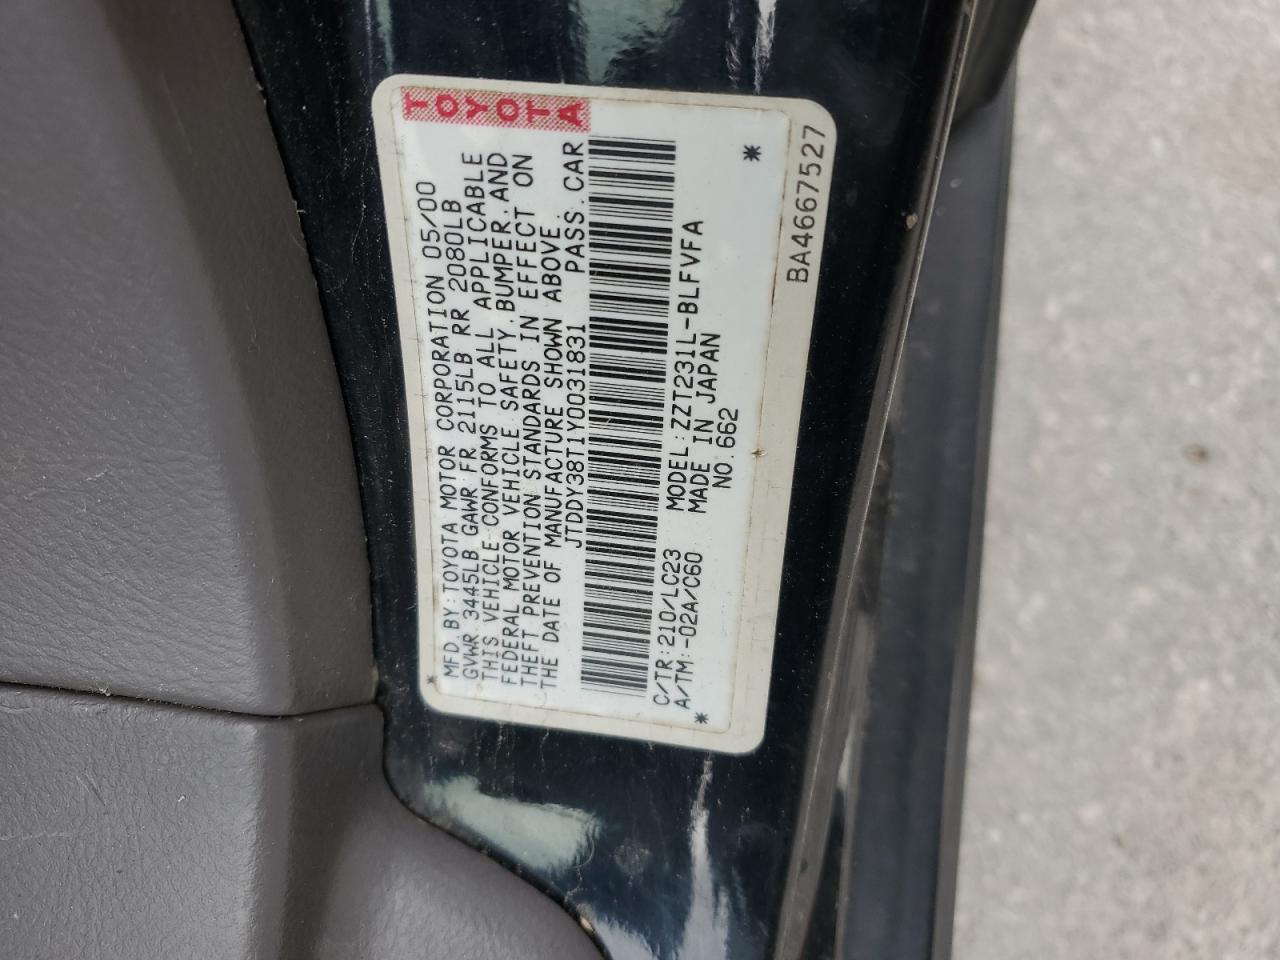 TOYOTA
MFD.BY:TOYOTA MOTOR CORPORATION 05/00
GVWR 3445LB GAWR FR 2115LB RR 2080LB
THIS VEHICLE CONFORMS TO ALL APPLICABLE
FEDERAL MOTOR VEHICLE SAFETY,BUMPER,AND
THEFT PREVENTION STANDARDS IN EFFECT ON
THE DATE OF MANUFACTURE SHOWN ABOVE.
JTDDY38T1Y0031831 PASS.CAR
C/TR:210/LC23 MODEL:ZZT231L-BLFVFA
A/TM:-02A/C60 MADE IN JAPAN
NO.662
BA4667527